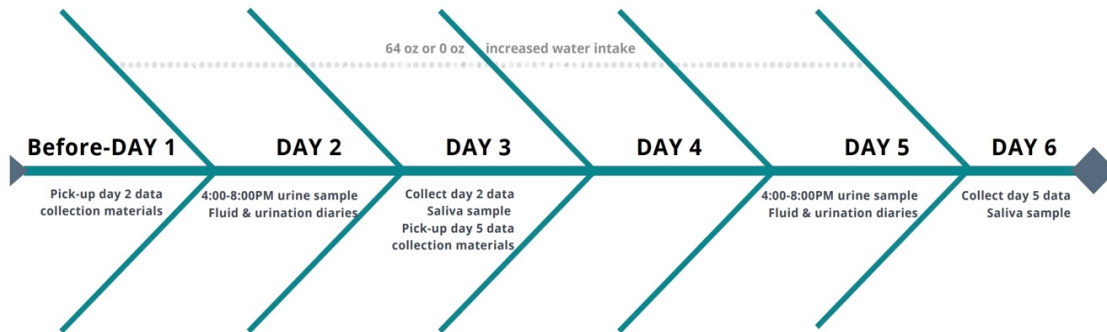 64 oz or 0 oz increased water intake
Before-DAY 1
DAY 2
DAY 3
DAY 4
DAY 5
DAY 6
Pick-up day 2 data
collection materials
4:00-8:00PM urine sample
Fluid & urination diaries
Collect day 2 data
Saliva sample
Pick-up day 5 data
collection materials
4:00-8:00PM urine sample
Fluid & urination diaries
Collect day 5 data
Saliva sample